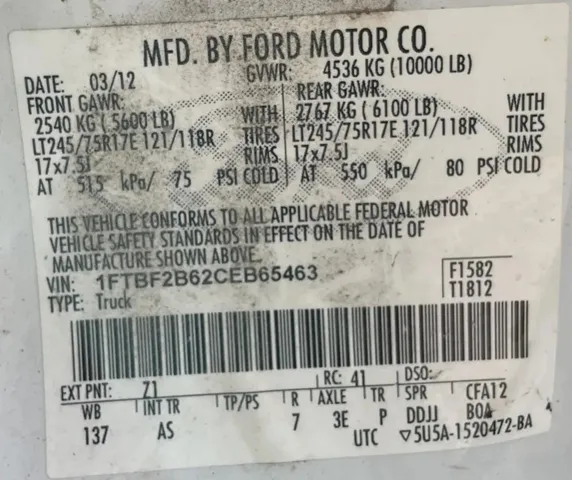 MFD. BY FORD MOTOR CO.
DATE: 03/12 GVWR: 4536 KG (10000 LB)
FRONT GAWR: REAR GAWR:
2540 KG (5600 LB) WITH 2767 KG (6100 LB) WITH
LT245/75R17E 121/118R TIRES LT245/75R17E 121/118R TIRES
17x7.5J RIMS 17x7.5J RIMS
AT 515 kPa/ 75 PSI COLD AT 550 kPa/ 80 PSI COLD
THIS VEHICLE CONFORMS TO ALL APPLICABLE FEDERAL MOTOR
VEHICLE SAFETY STANDARDS IN EFFECT ON THE DATE OF
MANUFACTURE SHOWN ABOVE.
VIN: 1FTBF2B62CEB65463 F1582
TYPE: Truck T1812
EXT PNT: Z1 RC: 41 DSO:
WB INT TR TP/PS R AXLE TR SPR CFA12
137 AS 7 3E P DDJJ BOA
UTC ▽5U5A-1520472-BA